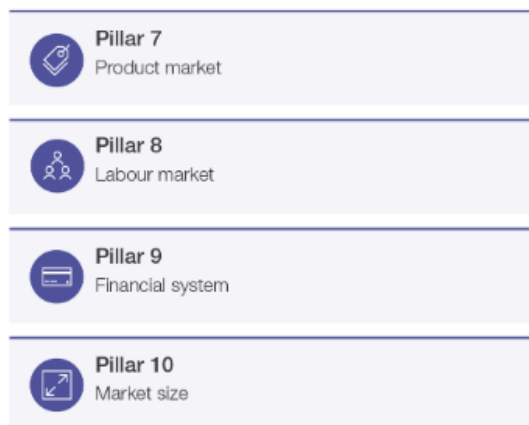 Pillar 7
Product market
Pillar 8
Labour market
Pillar 9
Financial system
Pillar 10
Market size